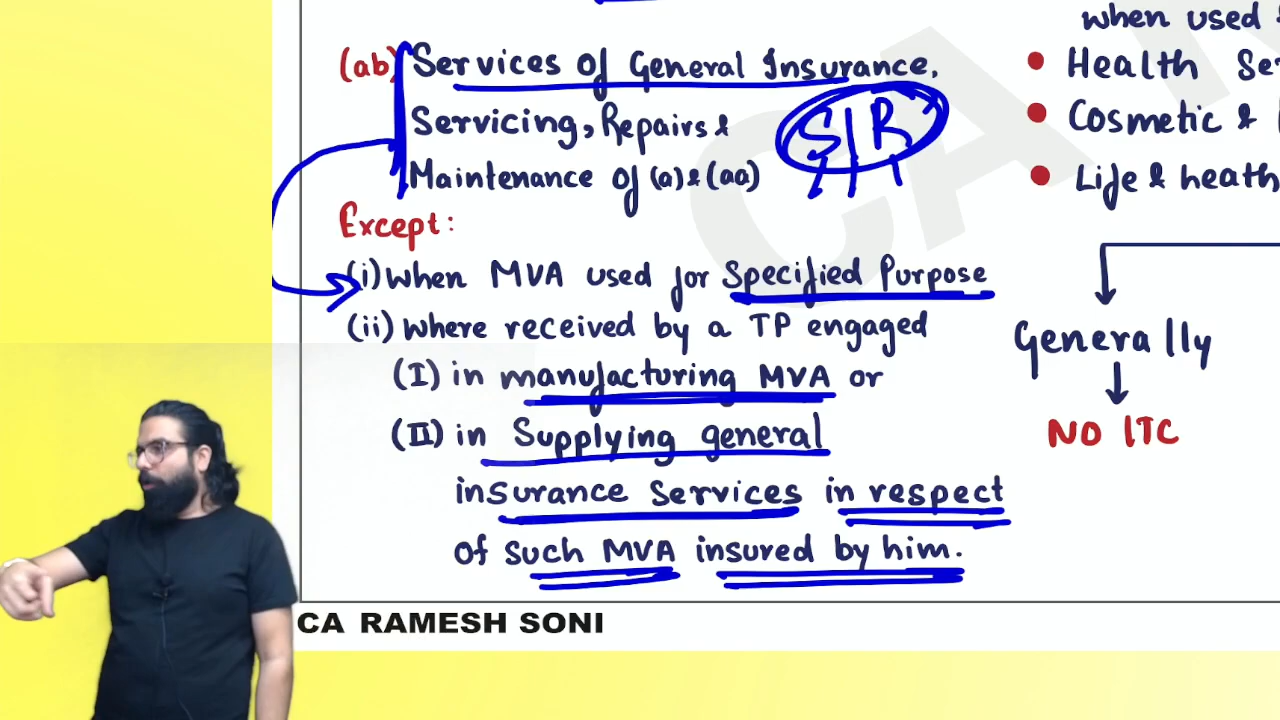 when used
(ab) Services of General Insurance,
Servicing, Repairs &
Maintenance of (a) & (aa)
S | R
Except:
(i) When MVA used for Specified Purpose
(ii) Where received by a TP engaged
(I) in manufacturing MVA or
(II) in Supplying general
insurance Services in respect
of such MVA insured by him.
• Health Se
• Cosmetic &
• Life & heath
Generally
NO ITC
CA RAMESH SONI